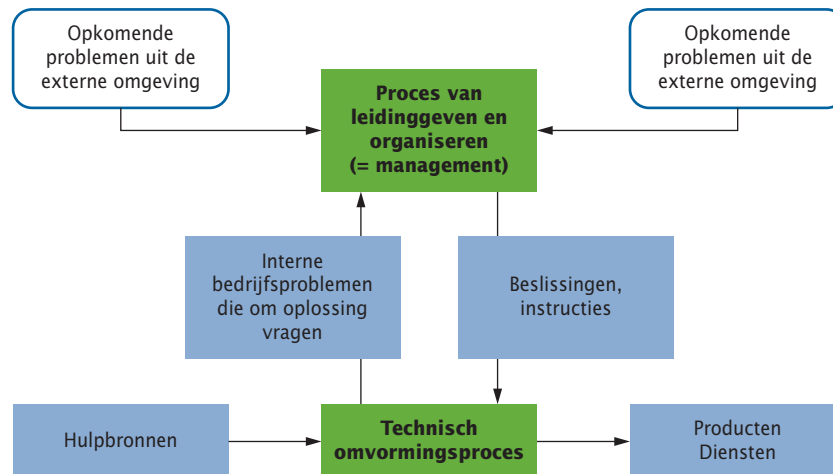 Opkomende
problemen uit de
externe omgeving
Opkomende
problemen uit de
externe omgeving
Proces van
leidinggeven en
organiseren
(= management)
Interne
bedrijfsproblemen
die om oplossing
vragen
Beslissingen,
instructies
Hulpbronnen
Technisch
omvormingsproces
Producten
Diensten